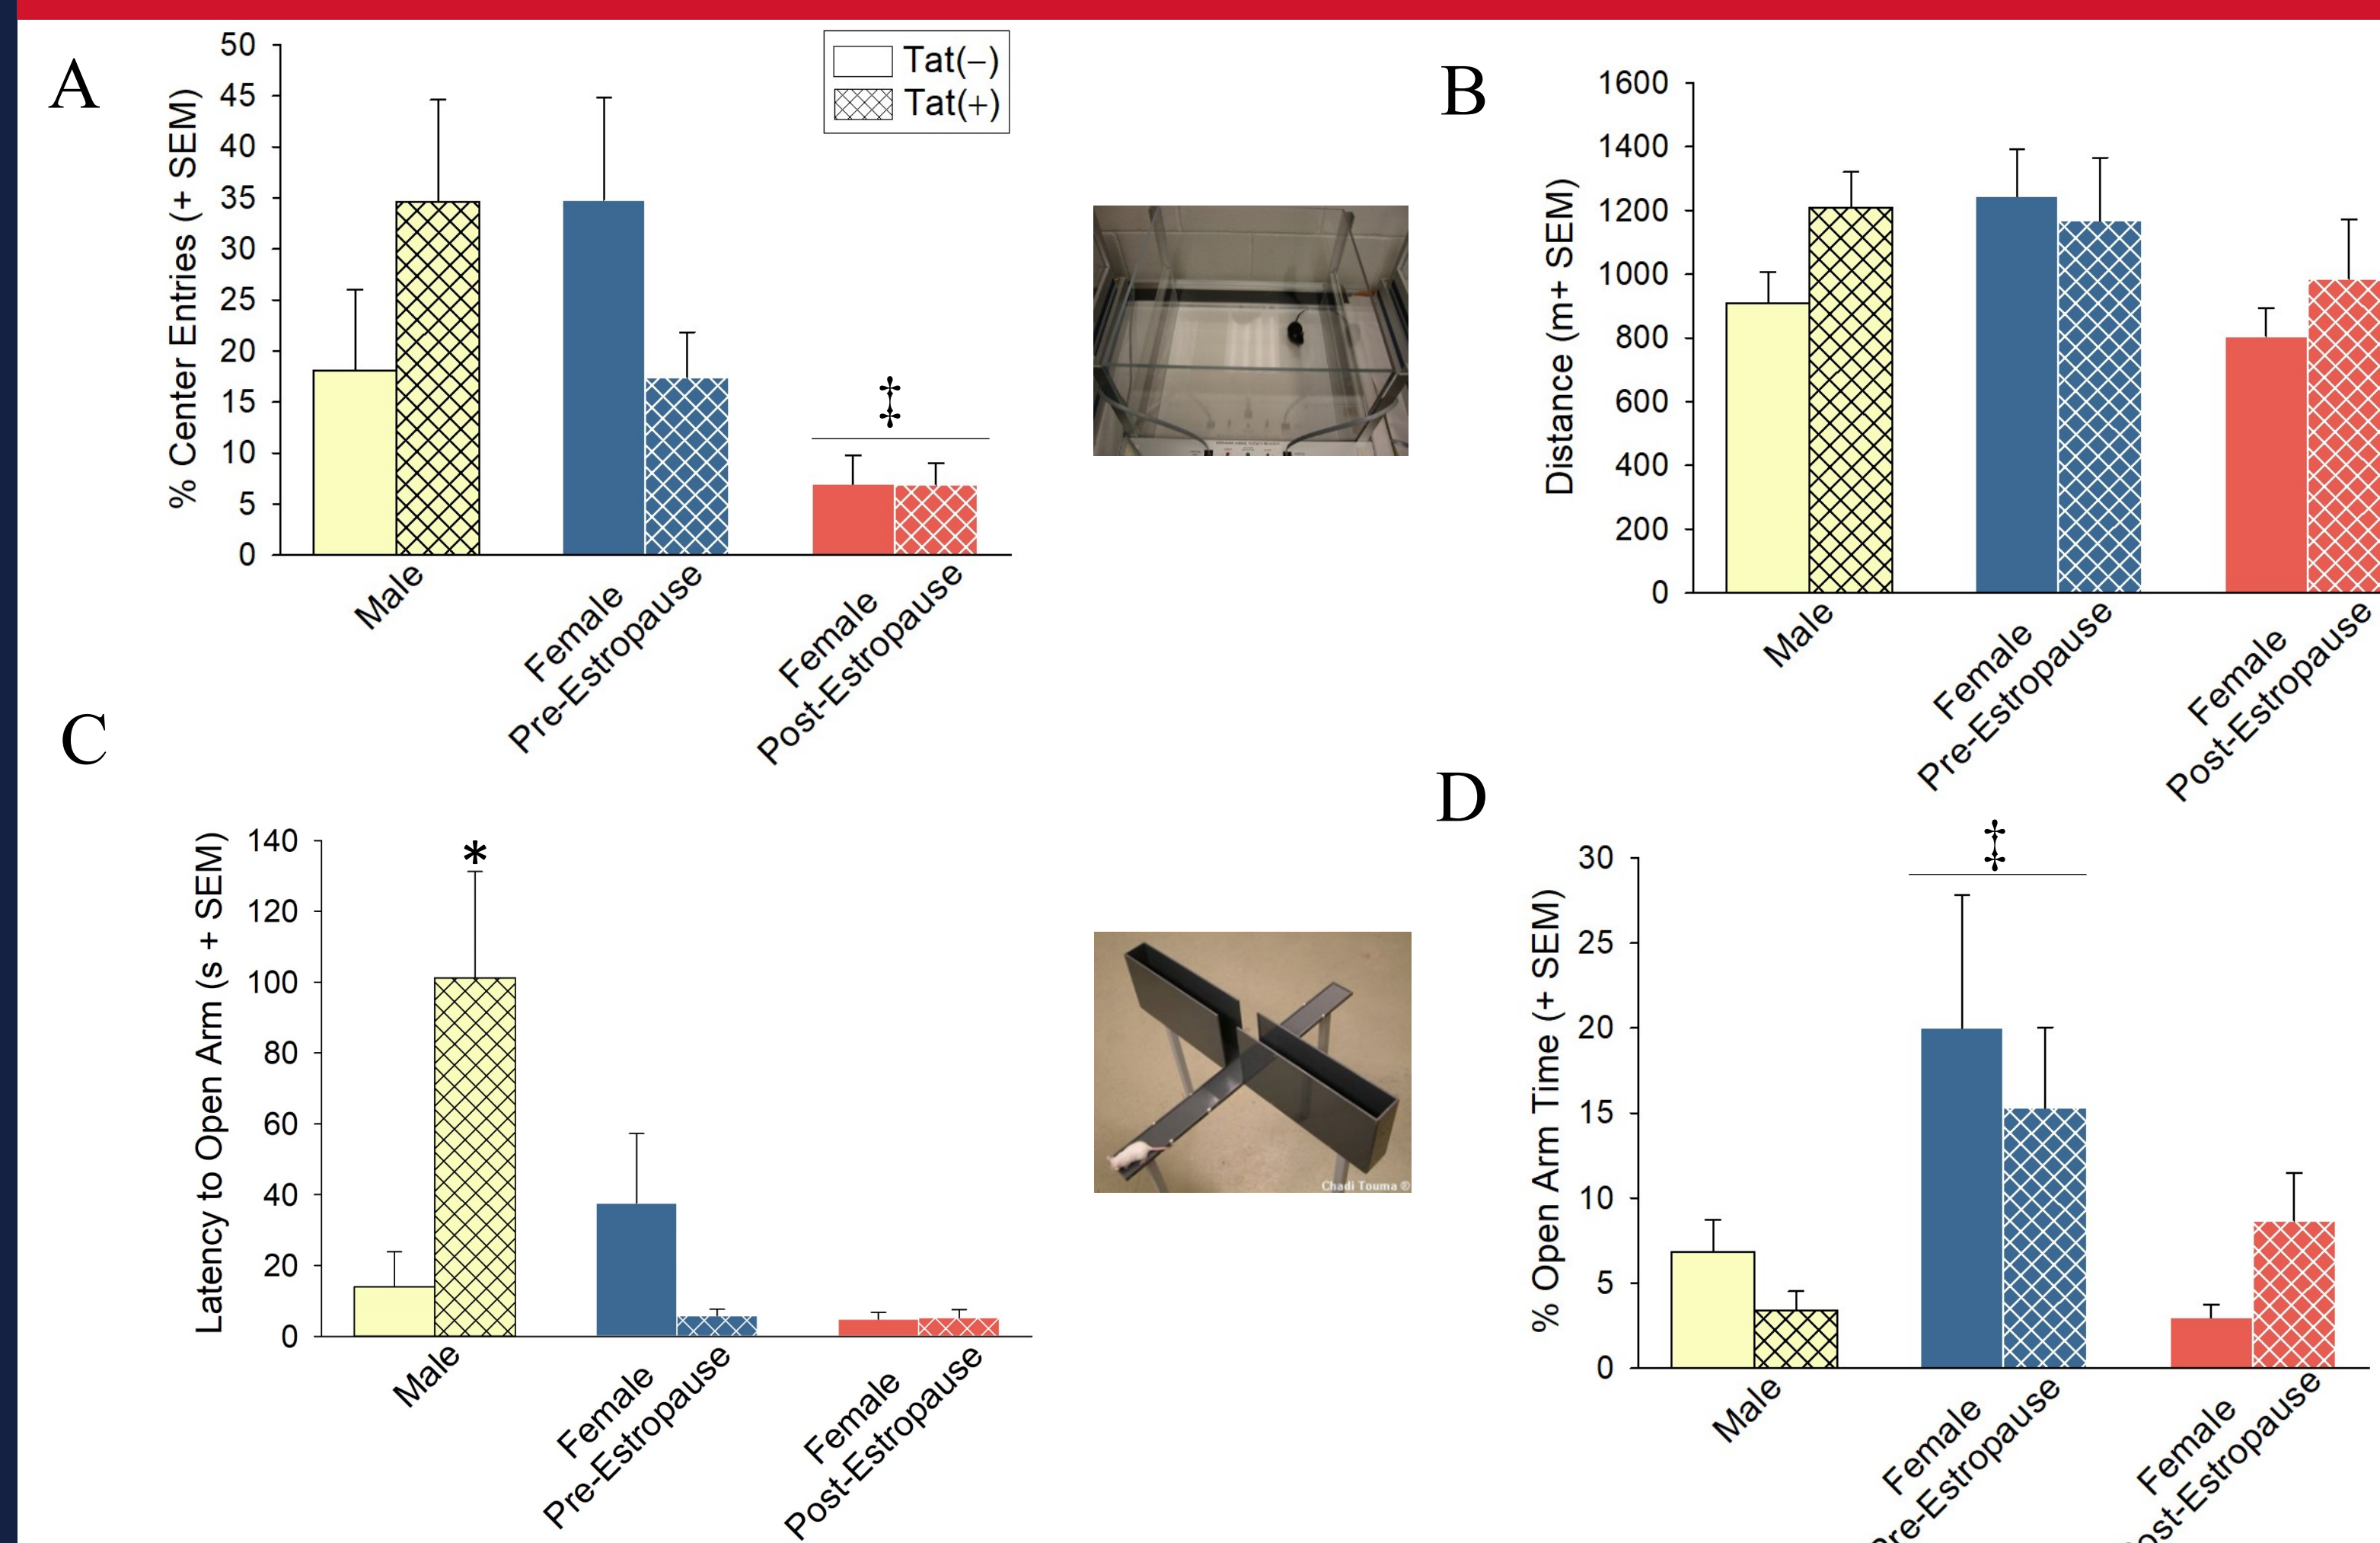 A
% Center Entries (+ SEM)
50
45
40
35
30
25
20
15
10
5
0
Tat(−)
Tat(+)
‡
Male
Female
Pre-Estropause
Female
Post-Estropause
B
Distance (m+ SEM)
1600
1400
1200
1000
800
600
400
200
0
Male
Female
Pre-Estropause
Female
Post-Estropause
C
Latency to Open Arm (s + SEM)
140
120
100
80
60
40
20
0
*
Male
Female
Pre-Estropause
Female
Post-Estropause
Chadi Touma ®
D
% Open Arm Time (+ SEM)
30
25
20
15
10
5
0
‡
Male
Female
Pre-Estropause
Female
ost-Estropause